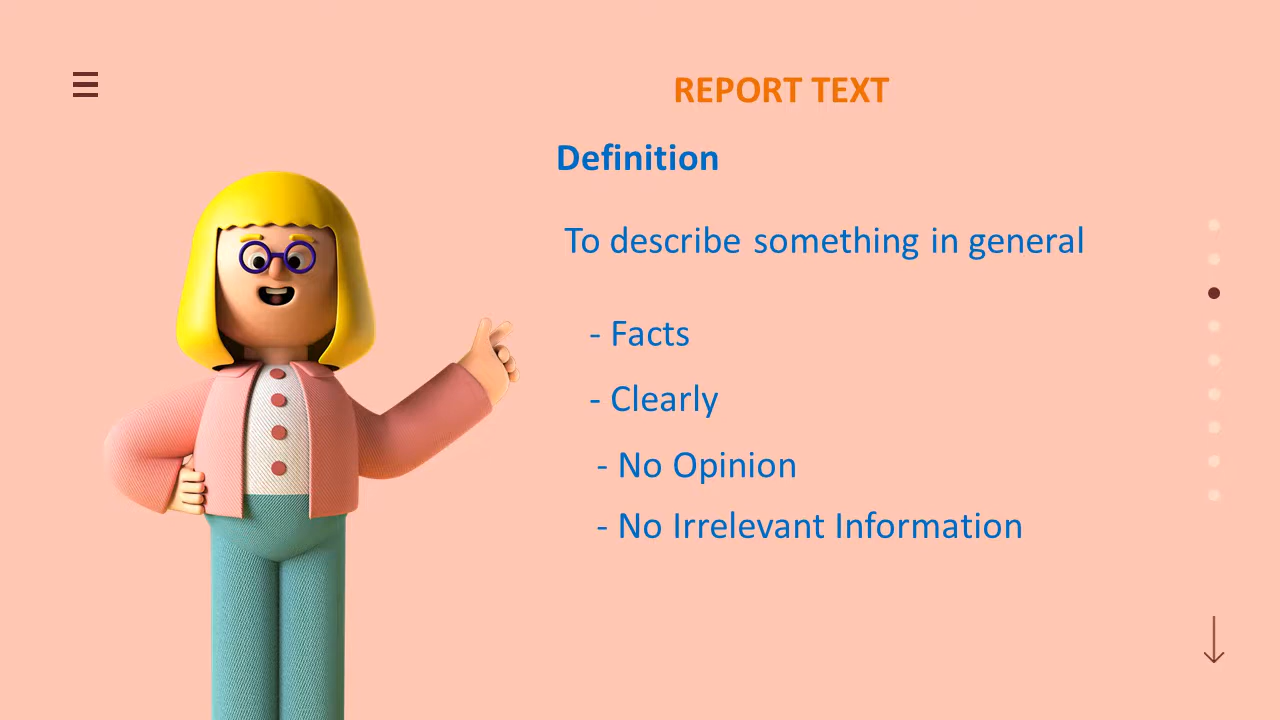 REPORT TEXT
Definition
To describe something in general
- Facts
- Clearly
- No Opinion
- No Irrelevant Information